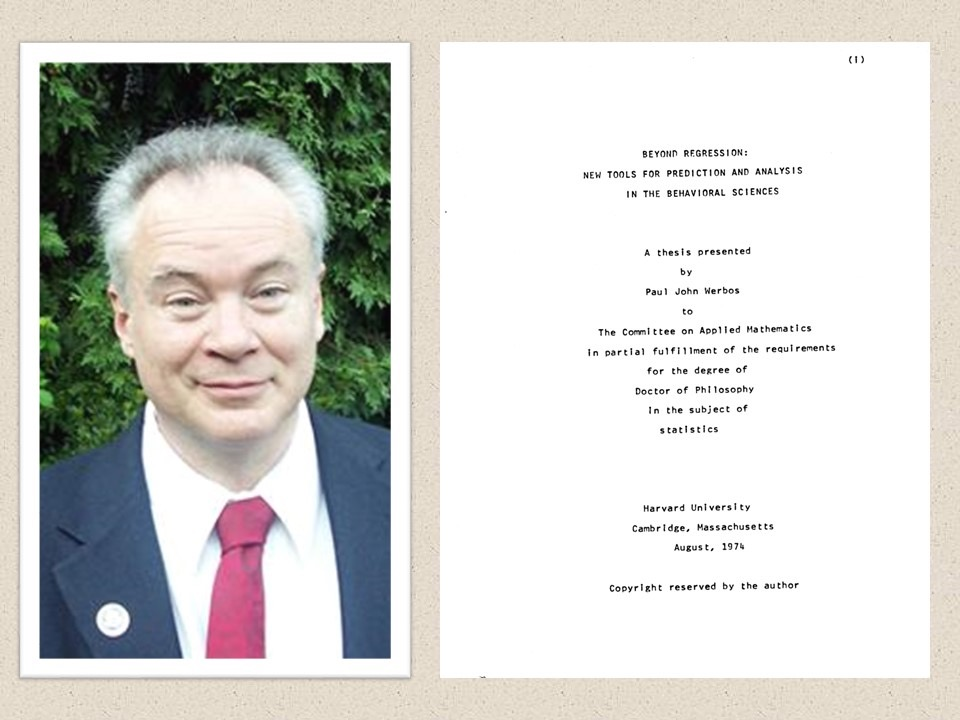 (1)
BEYOND REGRESSION:
NEW TOOLS FOR PREDICTION AND ANALYSIS
IN THE BEHAVIORAL SCIENCES
A thesis presented
by
Paul John Werbos
to
The Committee on Applied Mathematics
in partial fulfillment of the requirements
for the degree of
Doctor of Philosophy
in the subject of
statistics
Harvard University
Cambridge, Massachusetts
August, 1974
Copyright reserved by the author